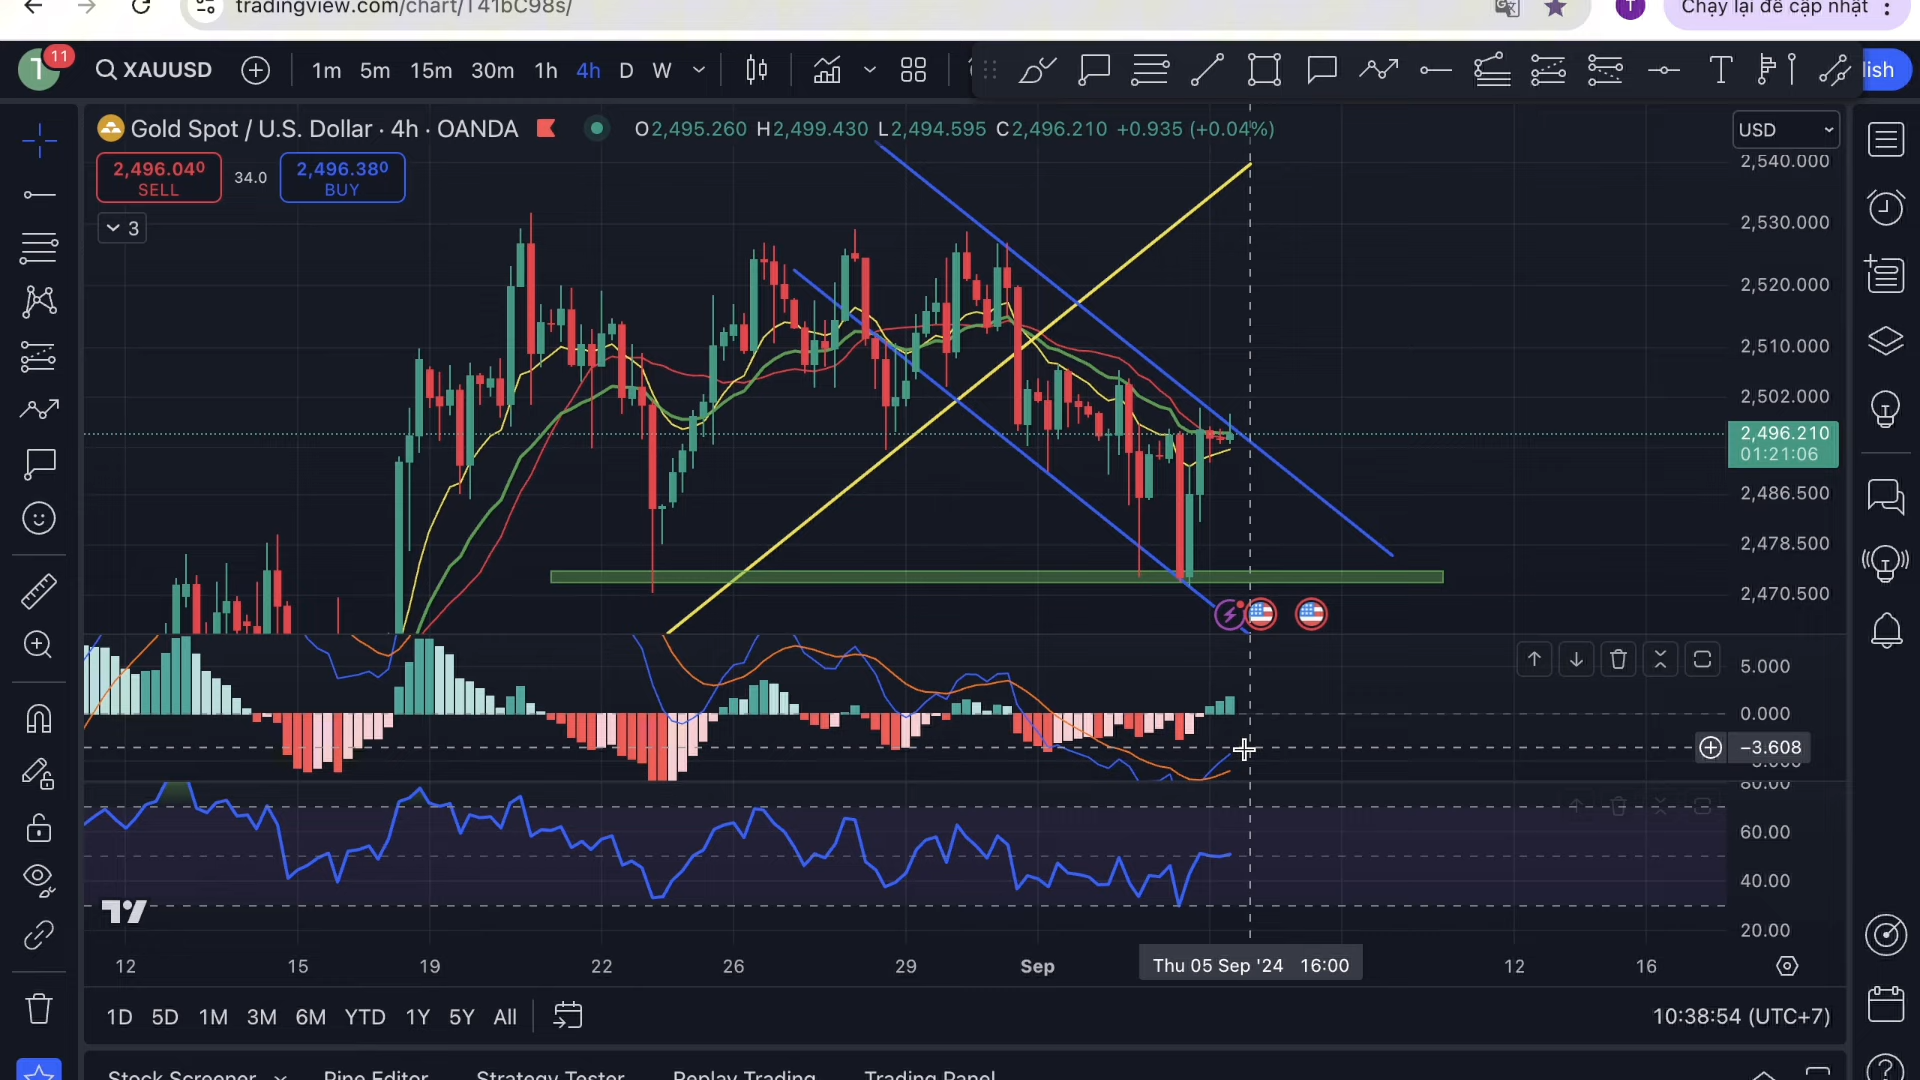 tradingview.com/chart/T41bC98s/
T
Chạy lại để cập nhật
1
11
XAUUSD
1m 5m 15m 30m 1h 4h D W
lish
Gold Spot / U.S. Dollar · 4h · OANDA
O2,495.260 H2,499.430 L2,494.595 C2,496.210 +0.935 (+0.04%)
USD
2,496.040
SELL
34.0
2,496.380
BUY
3
2,540.000
2,530.000
2,520.000
2,510.000
2,502.000
2,496.210
01:21:06
2,486.500
2,478.500
2,470.500
5.000
0.000
−3.608
80.00
60.00
40.00
20.00
12 15 19 22 26 29 Sep Thu 05 Sep '24 16:00 12 16
1D 5D 1M 3M 6M YTD 1Y 5Y All
10:38:54 (UTC+7)
Stock Screener Pine Editor Strategy Tester Replay Trading Trading Panel